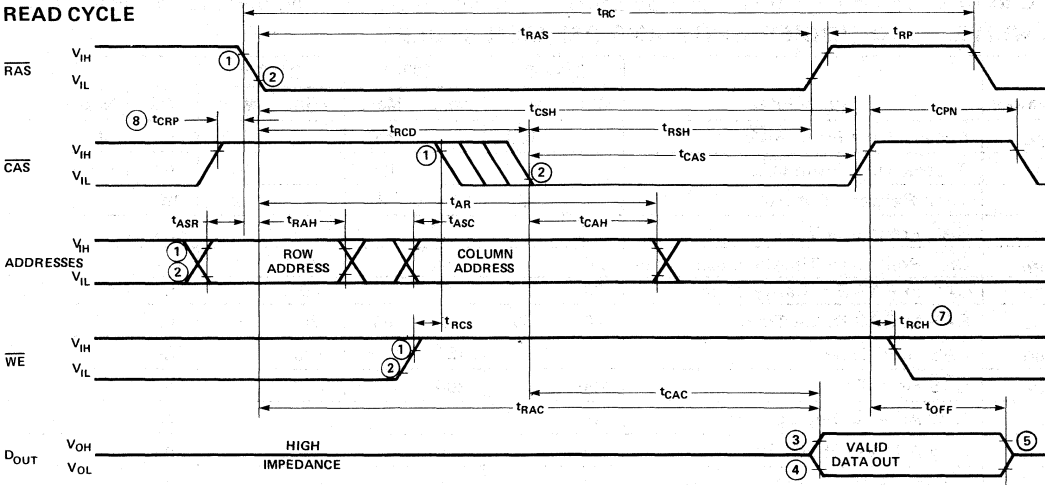 READ CYCLE
tRC
tRAS
tRP
RAS
VIH
VIL
①
②
tCSH
⑧ tCRP
tRCD
tRSH
tCPN
CAS
VIH
VIL
①
②
tCAS
tAR
tASR
tRAH
tASC
tCAH
ADDRESSES
VIH
VIL
①
②
ROW
ADDRESS
COLUMN
ADDRESS
tRCS
tRCH ⑦
WE
VIH
VIL
①
②
tCAC
tRAC
tOFF
DOUT
VOH
VOL
HIGH
IMPEDANCE
③
④
VALID
DATA OUT
⑤